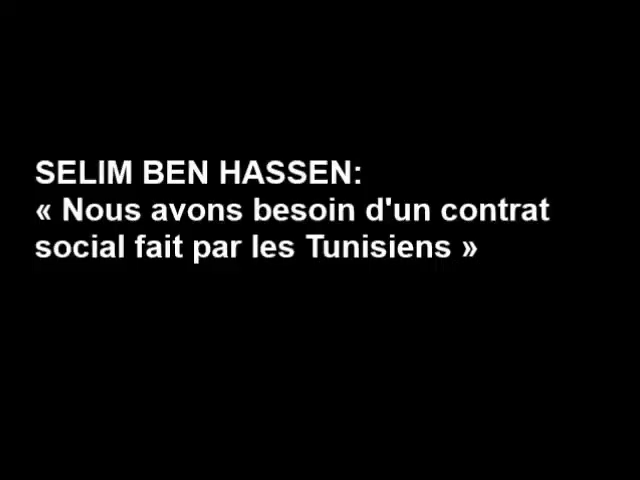 SELIM BEN HASSEN:
« Nous avons besoin d'un contrat
social fait par les Tunisiens »